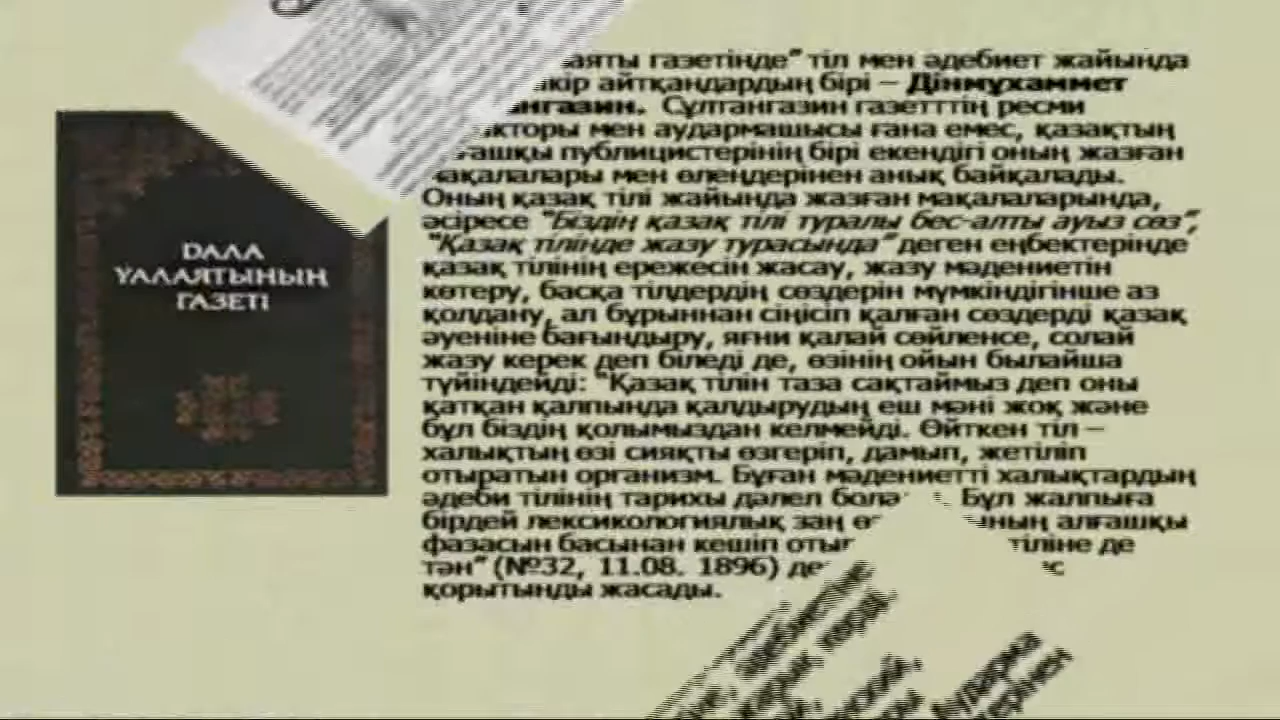 ДАЛА
УАЛАЯТЫНЫҢ
ГАЗЕТІ
газетінде” тіл мен әдебиет жайында
айтқандардың бірі – Дінмұхаммет
Сұлтангазин газетттің ресми
мен аудармашысы ғана емес, қазақтың
публицистерінің бірі екендігі оның жазған
мақалалары мен өлеңдерінен анық байқалады.
Оның қазақ тілі жайында жазған мақалаларында,
әсіресе “Біздің қазақ тілі туралы бес-алты ауыз сөз”,
“Қазақ тілінде жазу турасында” деген еңбектерінде
қазақ тілінің ережесін жасау, жазу мәдениетін
көтеру, басқа тілдердің сөздерін мүмкіндігінше аз
қолдану, ал бұрыннан сіңісіп қалған сөздерді қазақ
әуеніне бағындыру, яғни қалай сөйленсе, солай
жазу керек деп біледі де, өзінің ойын былайша
түйіндейді: “Қазақ тілін таза сақтаймыз деп оны
қатқан қалпында қалдырудың еш мәні жоқ және
бұл біздің қолымыздан келмейді. Өйткен тіл –
халықтың өзі сияқты өзгеріп, дамып, жетіліп
отыратын организм. Бұған мәдениетті халықтардың
әдеби тілінің тарихы дәлел Бұл жалпыға
бірдей лексикологиялық заң алғашқы
фазасын басынан кешіп тіліне де
тән” (№32, 11.08. 1896)
қорытынды жасады.